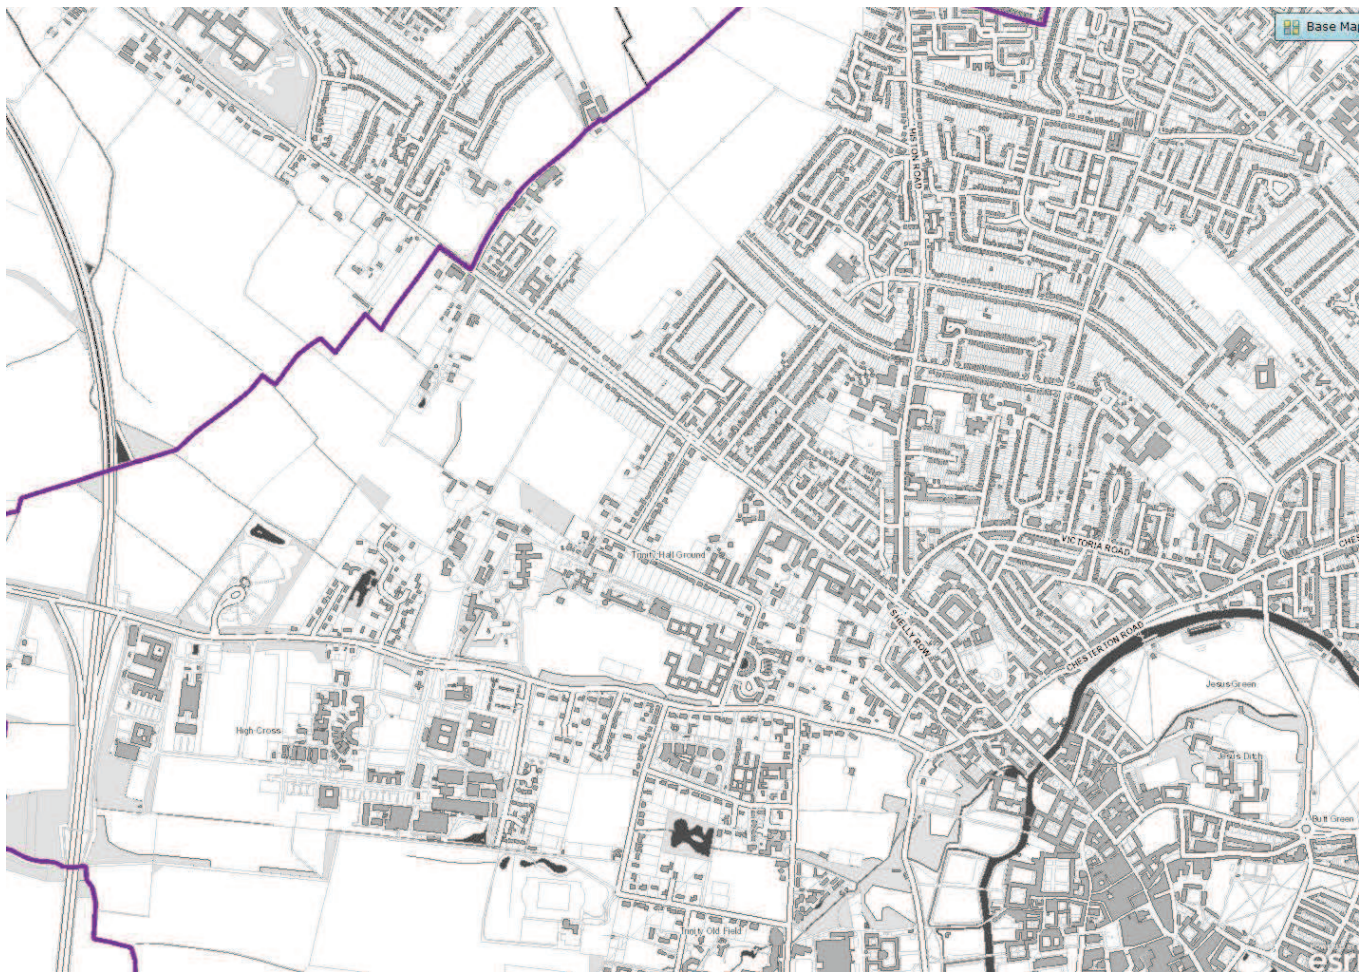 Base Map
HISTON ROAD
Trinity Hall Ground
VICTORIA ROAD
CHES
SHELLY ROW
CHESTERTON ROAD
Jesus Green
High Cross
Jesus Ditch
Butt Green
Trinity Old Field
esri